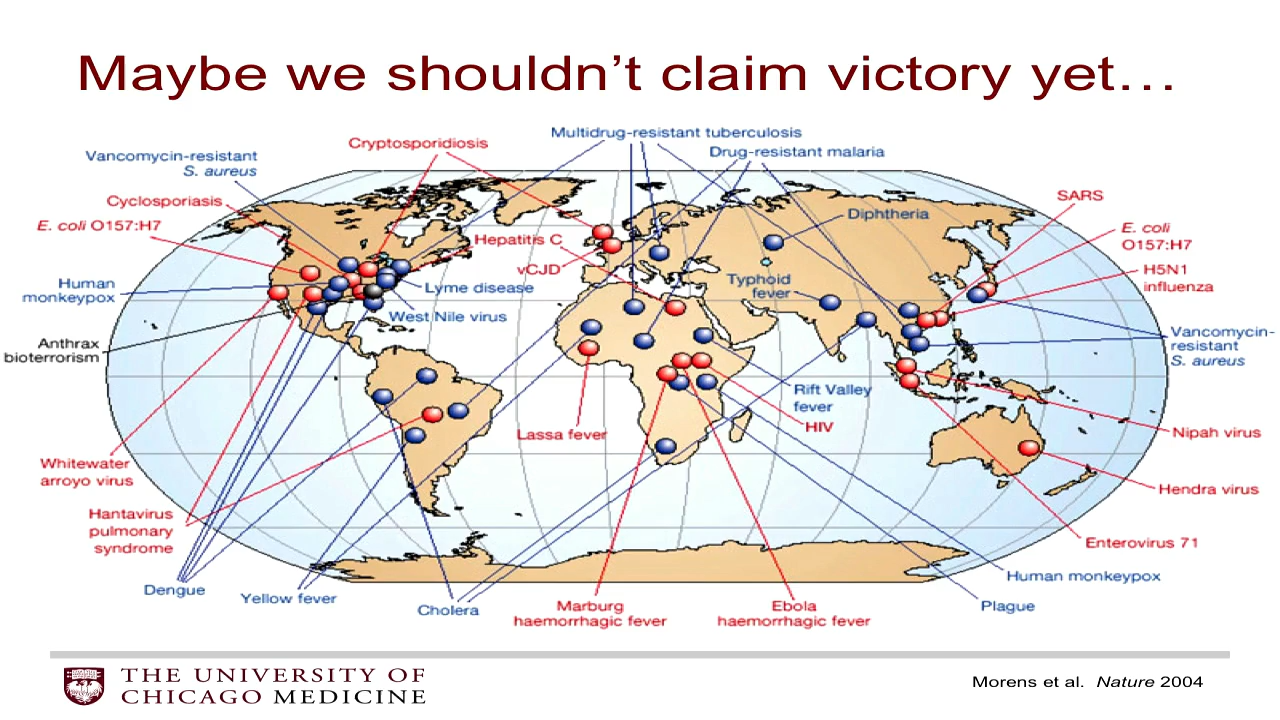 Maybe we shouldn't claim victory yet…
Multidrug-resistant tuberculosis
Cryptosporidiosis
Drug-resistant malaria
Vancomycin-resistant
S. aureus
Cyclosporiasis
SARS
E. coli O157:H7
Diphtheria
E. coli
O157:H7
Hepatitis C
vCJD
H5N1
influenza
Typhoid
fever
Human
monkeypox
Lyme disease
West Nile virus
Anthrax
bioterrorism
Vancomycin-
resistant
S. aureus
Rift Valley
fever
HIV
Lassa fever
Nipah virus
Whitewater
arroyo virus
Hendra virus
Hantavirus
pulmonary
syndrome
Enterovirus 71
Human monkeypox
Dengue
Yellow fever
Cholera
Marburg
haemorrhagic fever
Ebola
haemorrhagic fever
Plague
THE UNIVERSITY OF
CHICAGO MEDICINE
Morens et al. Nature 2004